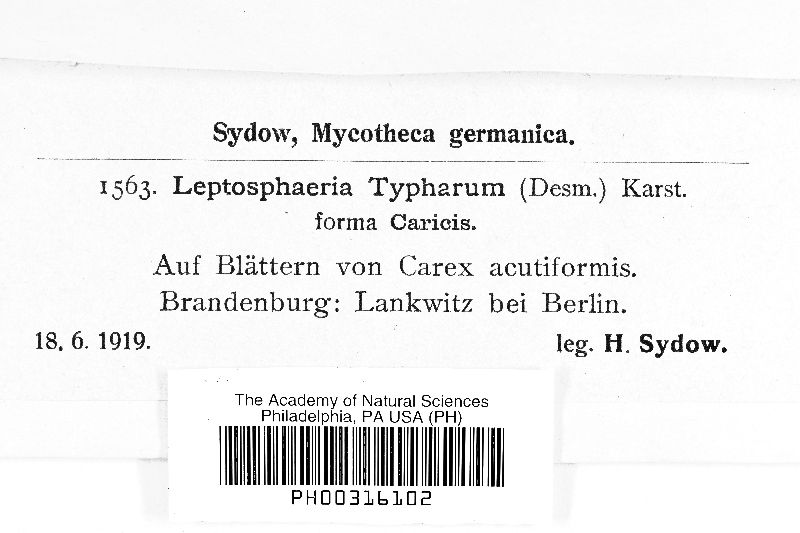 Sydow, Mycotheca germanica.
1563. Leptosphaeria Typharum (Desm.) Karst.
forma Caricis.
Auf Blättern von Carex acutiformis.
Brandenburg: Lankwitz bei Berlin.
18. 6. 1919. leg. H. Sydow.
The Academy of Natural Sciences
Philadelphia, PA USA (PH)
PH00316102